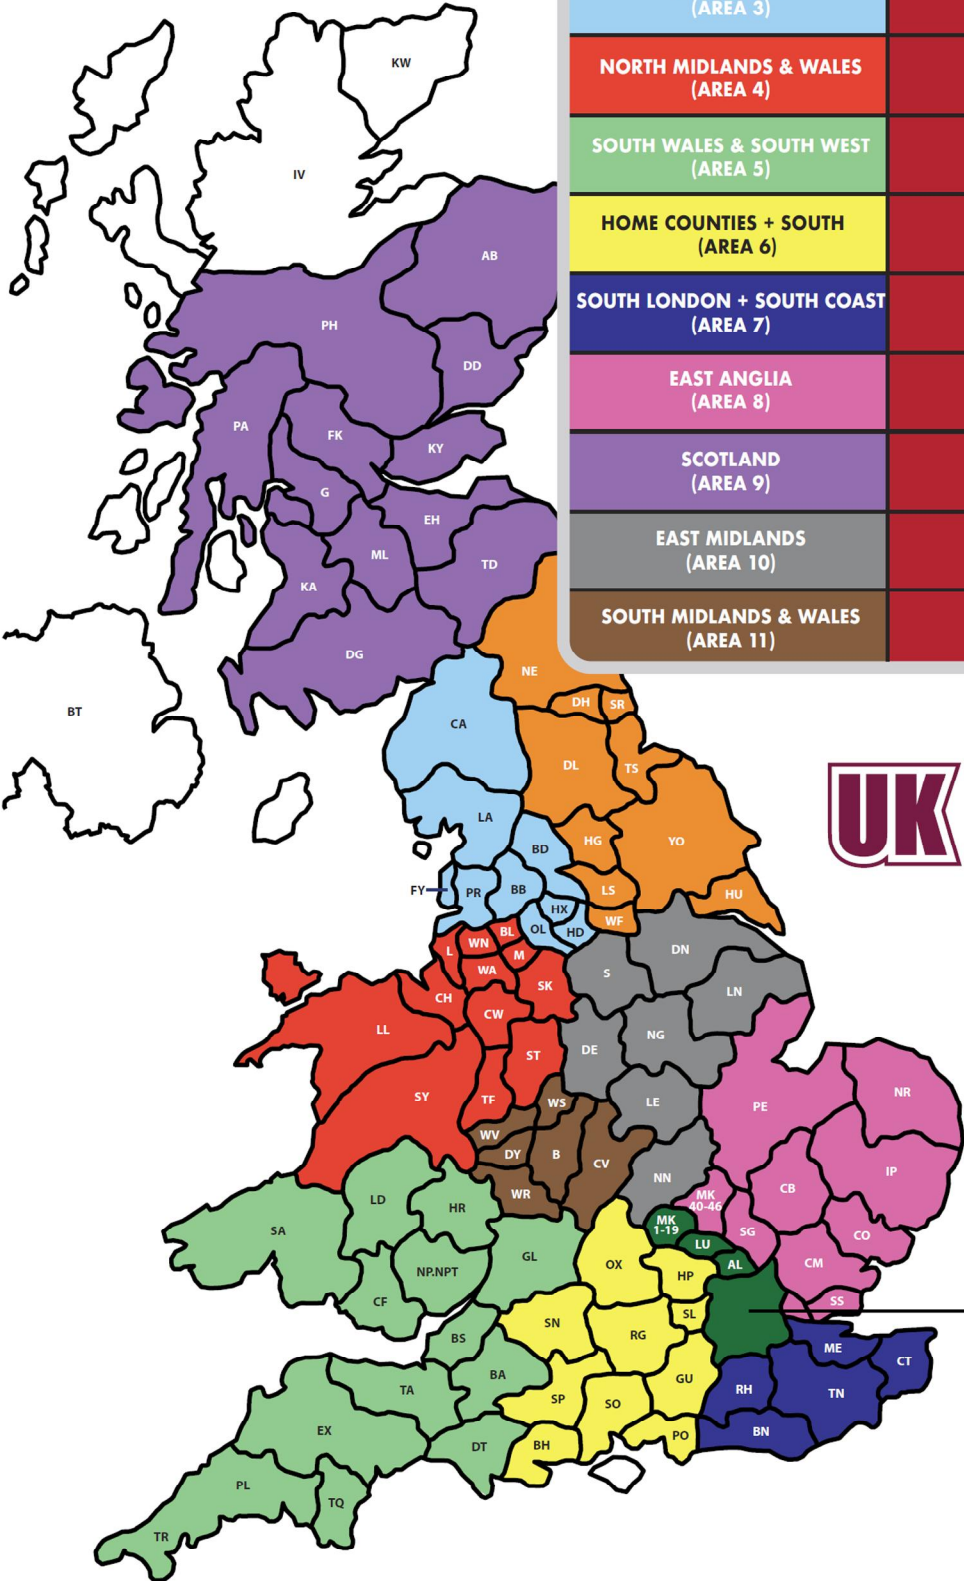 (AREA 3)
NORTH MIDLANDS & WALES
(AREA 4)
SOUTH WALES & SOUTH WEST
(AREA 5)
HOME COUNTIES + SOUTH
(AREA 6)
SOUTH LONDON + SOUTH COAST
(AREA 7)
EAST ANGLIA
(AREA 8)
SCOTLAND
(AREA 9)
EAST MIDLANDS
(AREA 10)
SOUTH MIDLANDS & WALES
(AREA 11)
UK
KW
IV
AB
PH
DD
PA
FK
KY
G
EH
ML
TD
KA
DG
NE
BT
DH
SR
CA
DL
TS
LA
HG
YO
BD
FY
PR
BB
LS
HU
HX
WF
OL
HD
BL
WN
L
M
DN
WA
S
SK
LN
CH
CW
LL
NG
DE
ST
SY
TF
WS
LE
PE
NR
WV
DY
B
CV
IP
NN
CB
WR
LD
HR
MK
40-46
MK
1-19
SG
CO
SA
LU
GL
OX
AL
CM
NP.NPT
HP
CF
SS
SL
SN
BS
RG
ME
CT
BA
GU
RH
TN
TA
SP
SO
EX
BN
PO
DT
BH
PL
TQ
TR